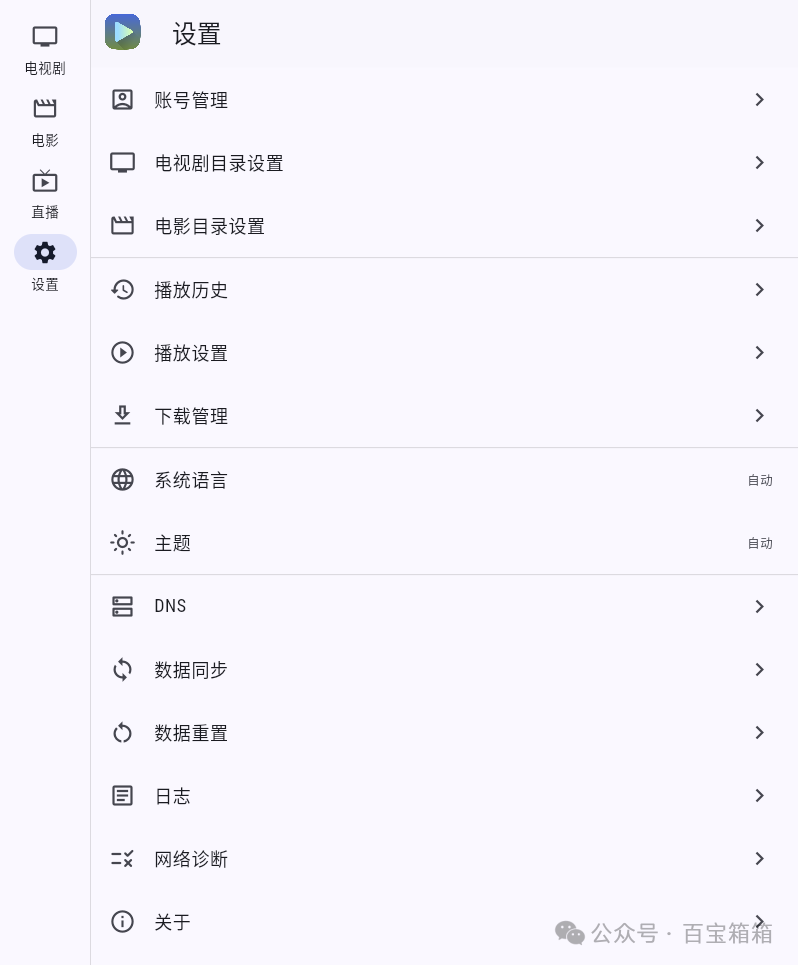 电视剧
电影
直播
设置
设置
账号管理
电视剧目录设置
电影目录设置
播放历史
播放设置
下载管理
系统语言 自动
主题 自动
DNS
数据同步
数据重置
日志
网络诊断
关于
公众号 · 百宝箱箱